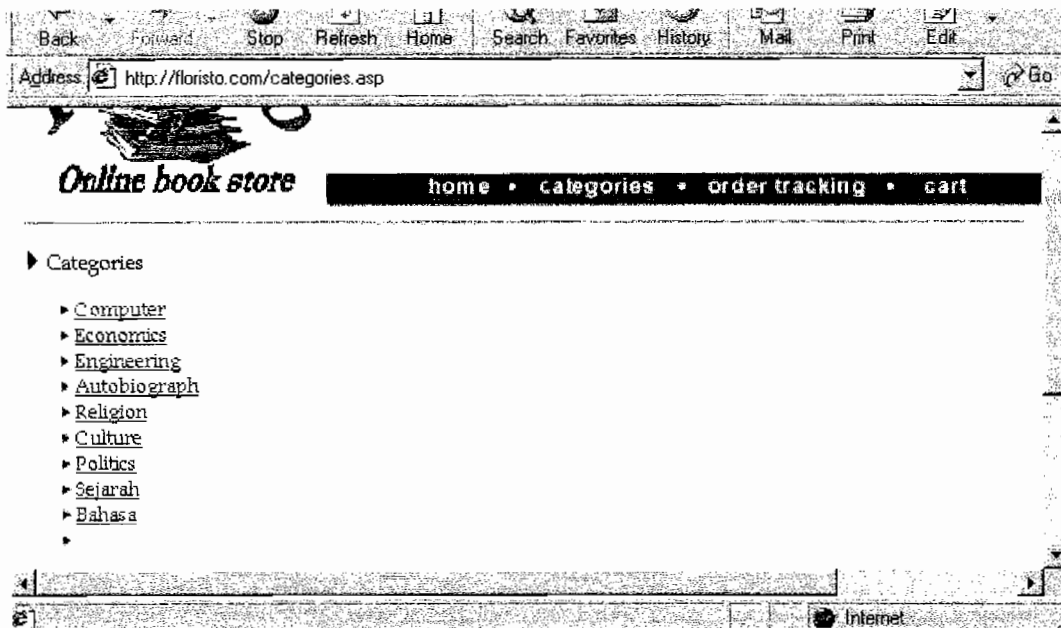 Back Forward Stop Refresh Home Search Favorites History Mail Print Edit
Address http://floristo.com/categories.asp Go
Online book store
home • categories • order tracking • cart
Categories
Computer
Economics
Engineering
Autobiograph
Religion
Culture
Politics
Sejarah
Bahasa
Internet